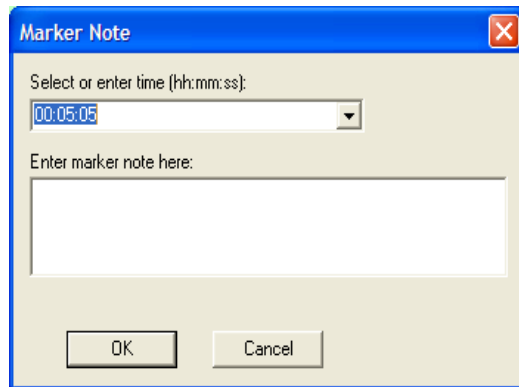 Marker Note
Select or enter time (hh:mm:ss):
00:05:05
Enter marker note here:
OK Cancel